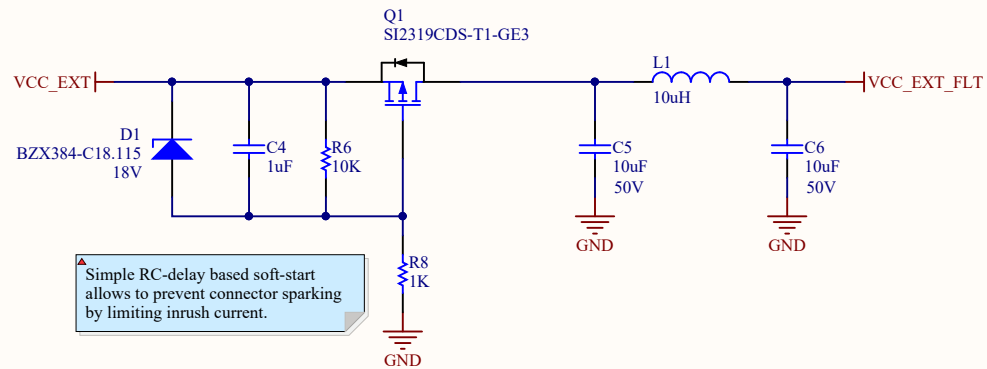 Q1
SI2319CDS-T1-GE3
VCC_EXT
L1
10uH
VCC_EXT_FLT
D1
BZX384-C18.115
18V
C4
1uF
R6
10K
C5
10uF
50V
C6
10uF
50V
GND
GND
R8
1K
GND
Simple RC-delay based soft-start
allows to prevent connector sparking
by limiting inrush current.